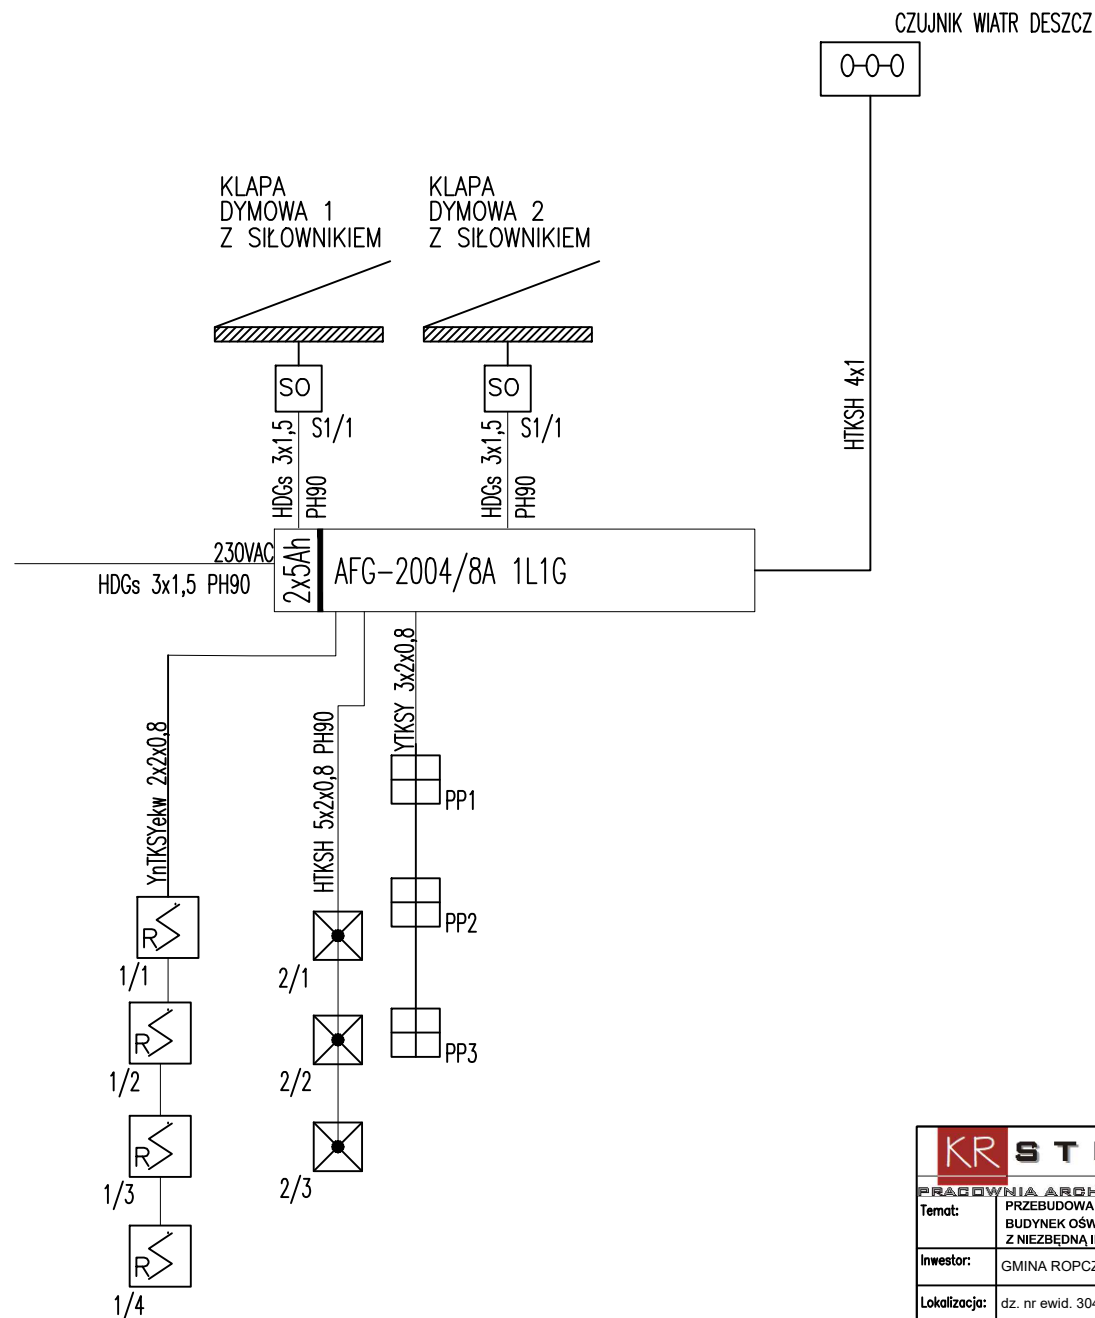 CZUJNIK WIATR DESZCZ
KLAPA
DYMOWA 1
Z SIŁOWNIKIEM
KLAPA
DYMOWA 2
Z SIŁOWNIKIEM
SO
S1/1
HDGs 3x1,5
PH90
SO
S1/1
HDGs 3x1,5
PH90
HTKSH 4x1
230VAC
HDGs 3x1,5 PH90
2x5Ah
AFG-2004/8A 1L1G
YnTKSYekw 2x2x0,8
HTKSH 5x2x0,8 PH90
YTKSY 3x2x0,8
PP1
PP2
PP3
R
1/1
R
1/2
R
1/3
R
1/4
2/1
2/2
2/3
KR ST
PRACOWNIA ARCH
Temat:
PRZEBUDOWA
BUDYNEK OŚW
Z NIEZBĘDNĄ
Inwestor:
GMINA ROPCZ
Lokalizacja:
dz. nr ewid. 304